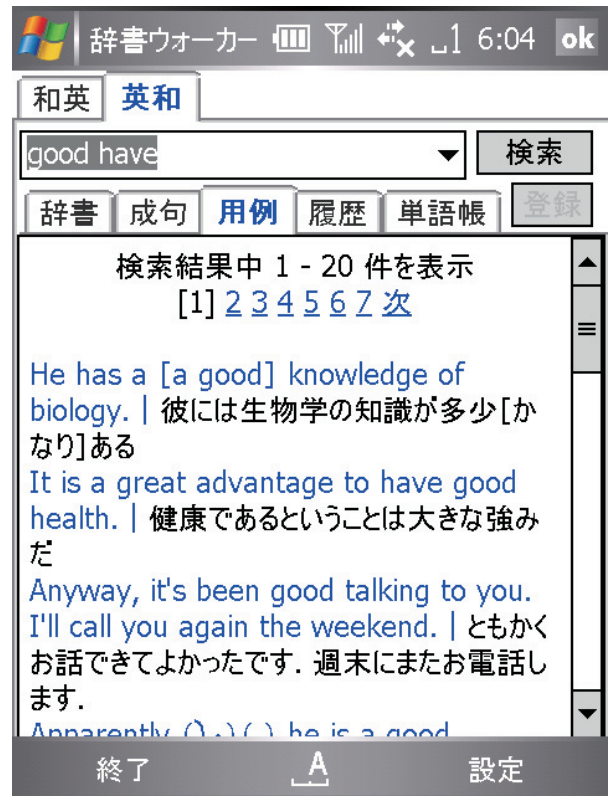 辞書ウォーカー 1 6:04 ok
和英 英和
good have 検索
辞書 成句 用例 履歴 単語帳 登録
検索結果中 1 - 20 件を表示
[1] 2 3 4 5 6 7 次
He has a [a good] knowledge of
biology. | 彼には生物学の知識が多少[か
なり]ある
It is a great advantage to have good
health. | 健康であるということは大きな強み
だ
Anyway, it's been good talking to you.
I'll call you again the weekend. | ともかく
お話できてよかったです. 週末にまたお電話し
ます.
Apparently he is a good
終了 A 設定